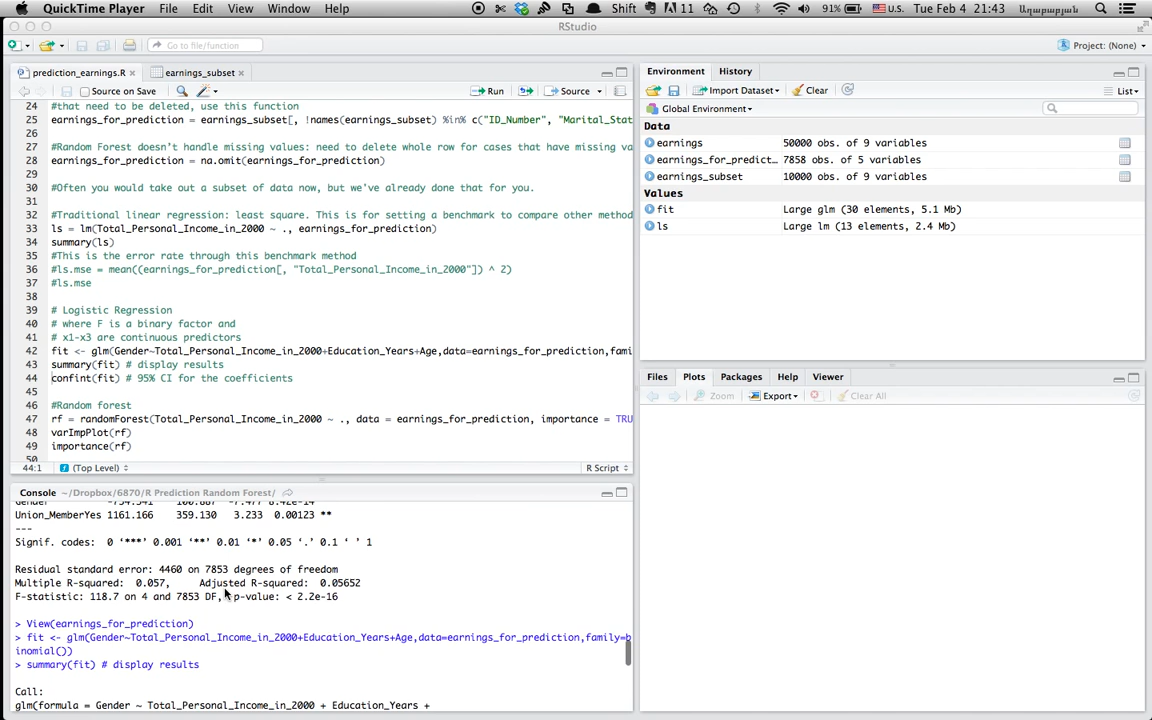 QuickTime Player File Edit View Window Help Shift 11 91% U.S. Tue Feb 4 21:43 Աղաբաբյան
RStudio
Go to file/function Project: (None)
prediction_earnings.R earnings_subset
Source on Save Run Source
24 #that need to be deleted, use this function
25 earnings_for_prediction = earnings_subset[, !names(earnings_subset) %in% c("ID_Number", "Marital_Stat
26
27 #Random Forest doesn't handle missing values: need to delete whole row for cases that have missing va
28 earnings_for_prediction = na.omit(earnings_for_prediction)
29
30 #Often you would take out a subset of data now, but we've already done that for you.
31
32 #Traditional linear regression: least square. This is for setting a benchmark to compare other method
33 ls = lm(Total_Personal_Income_in_2000 ~ ., earnings_for_prediction)
34 summary(ls)
35 #This is the error rate through this benchmark method
36 #ls.mse = mean((earnings_for_prediction[, "Total_Personal_Income_in_2000"]) ^ 2)
37 #ls.mse
38
39 # Logistic Regression
40 # where F is a binary factor and
41 # x1-x3 are continuous predictors
42 fit <- glm(Gender~Total_Personal_Income_in_2000+Education_Years+Age,data=earnings_for_prediction,fami
43 summary(fit) # display results
44 confint(fit) # 95% CI for the coefficients
45
46 #Random forest
47 rf = randomForest(Total_Personal_Income_in_2000 ~ ., data = earnings_for_prediction, importance = TRU
48 varImpPlot(rf)
49 importance(rf)
50
44:1 (Top Level) R Script
Console ~/Dropbox/6870/R Prediction Random Forest/
Gender -754.341 100.887 -7.477 8.42e-14
Union_MemberYes 1161.166 359.130 3.233 0.00123 **
---
Signif. codes: 0 ‘***’ 0.001 ‘**’ 0.01 ‘*’ 0.05 ‘.’ 0.1 ‘ ’ 1
Residual standard error: 4460 on 7853 degrees of freedom
Multiple R-squared: 0.057, Adjusted R-squared: 0.05652
F-statistic: 118.7 on 4 and 7853 DF, p-value: < 2.2e-16
> View(earnings_for_prediction)
> fit <- glm(Gender~Total_Personal_Income_in_2000+Education_Years+Age,data=earnings_for_prediction,family=b
inomial())
> summary(fit) # display results
Call:
glm(formula = Gender ~ Total_Personal_Income_in_2000 + Education_Years +
Environment History
Import Dataset Clear List
Global Environment
Data
earnings 50000 obs. of 9 variables
earnings_for_predict… 7858 obs. of 5 variables
earnings_subset 10000 obs. of 9 variables
Values
fit Large glm (30 elements, 5.1 Mb)
ls Large lm (13 elements, 2.4 Mb)
Files Plots Packages Help Viewer
Zoom Export Clear All